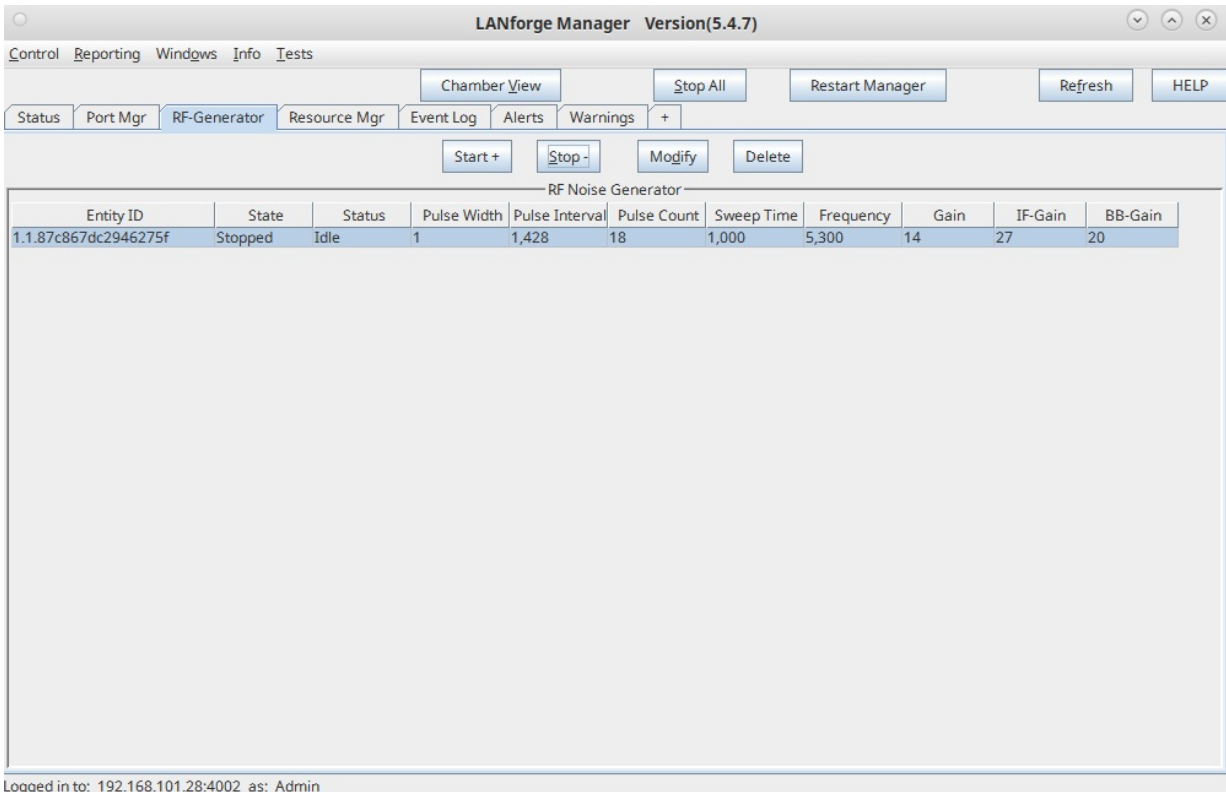 LANforge Manager Version(5.4.7)
Control Reporting Windows Info Tests
Chamber View Stop All Restart Manager Refresh HELP
Status Port Mgr RF-Generator Resource Mgr Event Log Alerts Warnings +
Start + Stop - Modify Delete
RF Noise Generator
Entity ID State Status Pulse Width Pulse Interval Pulse Count Sweep Time Frequency Gain IF-Gain BB-Gain
1.1.87c867dc2946275f Stopped Idle 1 1,428 18 1,000 5,300 14 27 20
Logged in to: 192.168.101.28:4002 as: Admin